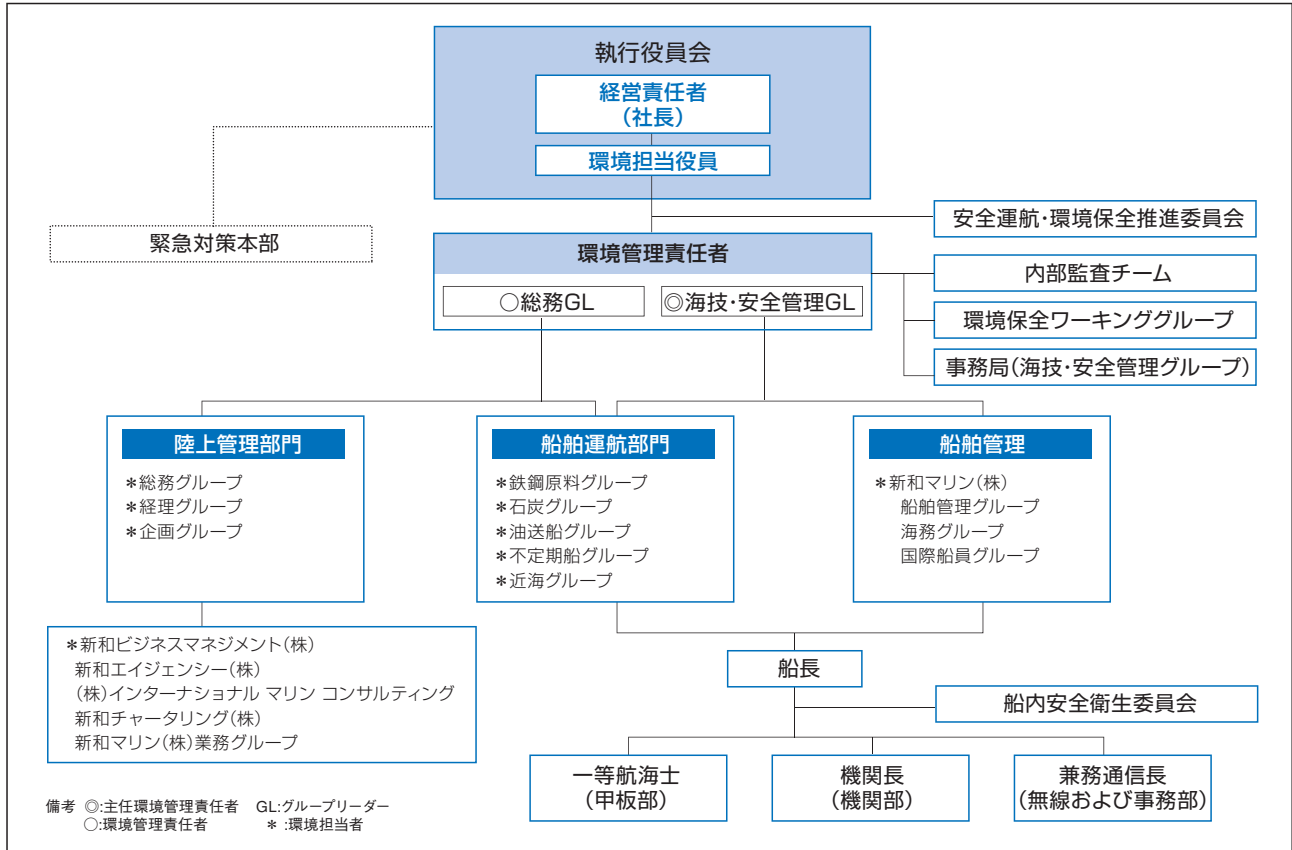 執行役員会
経営責任者
(社長)
環境担当役員
安全運航・環境保全推進委員会
緊急対策本部
環境管理責任者
○総務GL
◎海技・安全管理GL
内部監査チーム
環境保全ワーキンググループ
事務局(海技・安全管理グループ)
陸上管理部門
*総務グループ
*経理グループ
*企画グループ
船舶運航部門
*鉄鋼原料グループ
*石炭グループ
*油送船グループ
*不定期船グループ
*近海グループ
船舶管理
*新和マリン(株)
船舶管理グループ
海務グループ
国際船員グループ
*新和ビジネスマネジメント(株)
新和エイジェンシー(株)
(株)インターナショナル マリン コンサルティング
新和チャータリング(株)
新和マリン(株)業務グループ
船長
船内安全衛生委員会
一等航海士
(甲板部)
機関長
(機関部)
兼務通信長
(無線および事務部)
備考 ◎:主任環境管理責任者 GL:グループリーダー
○:環境管理責任者 * :環境担当者